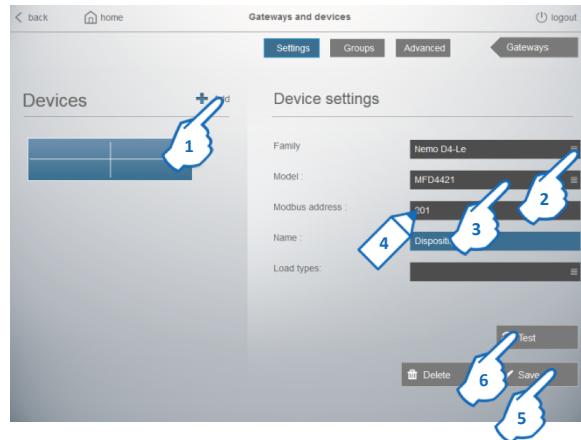 back
home
Gateways and devices
logout
Settings
Groups
Advanced
Gateways
Devices
Device settings
1
Family
Nemo D4-Le
2
Model :
MFD4421
3
Modbus address :
201
4
Name :
Load types:
Test
Delete
6
Save
5